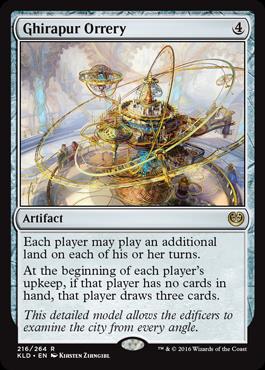 Ghirapur Orrery 4
Artifact
Each player may play an additional
land on each of his or her turns.
At the beginning of each player's
upkeep, if that player has no cards in
hand, that player draws three cards.
This detailed model allows the edificers to
examine the city from every angle.
216/264 R
KLD • EN Kirsten Zirngibl
™ & © 2016 Wizards of the Coast